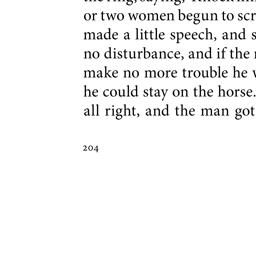 or two women begun to scr
made a little speech, and s
no disturbance, and if the
make no more trouble he
he could stay on the horse.
all right, and the man got
204